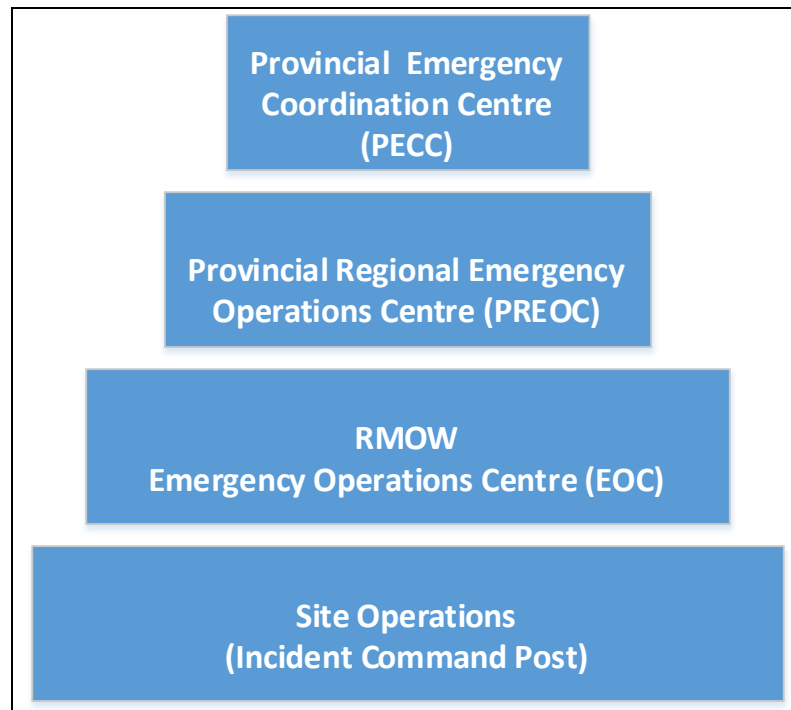 Provincial Emergency
Coordination Centre
(PECC)
Provincial Regional Emergency
Operations Centre (PREOC)
RMOW
Emergency Operations Centre (EOC)
Site Operations
(Incident Command Post)